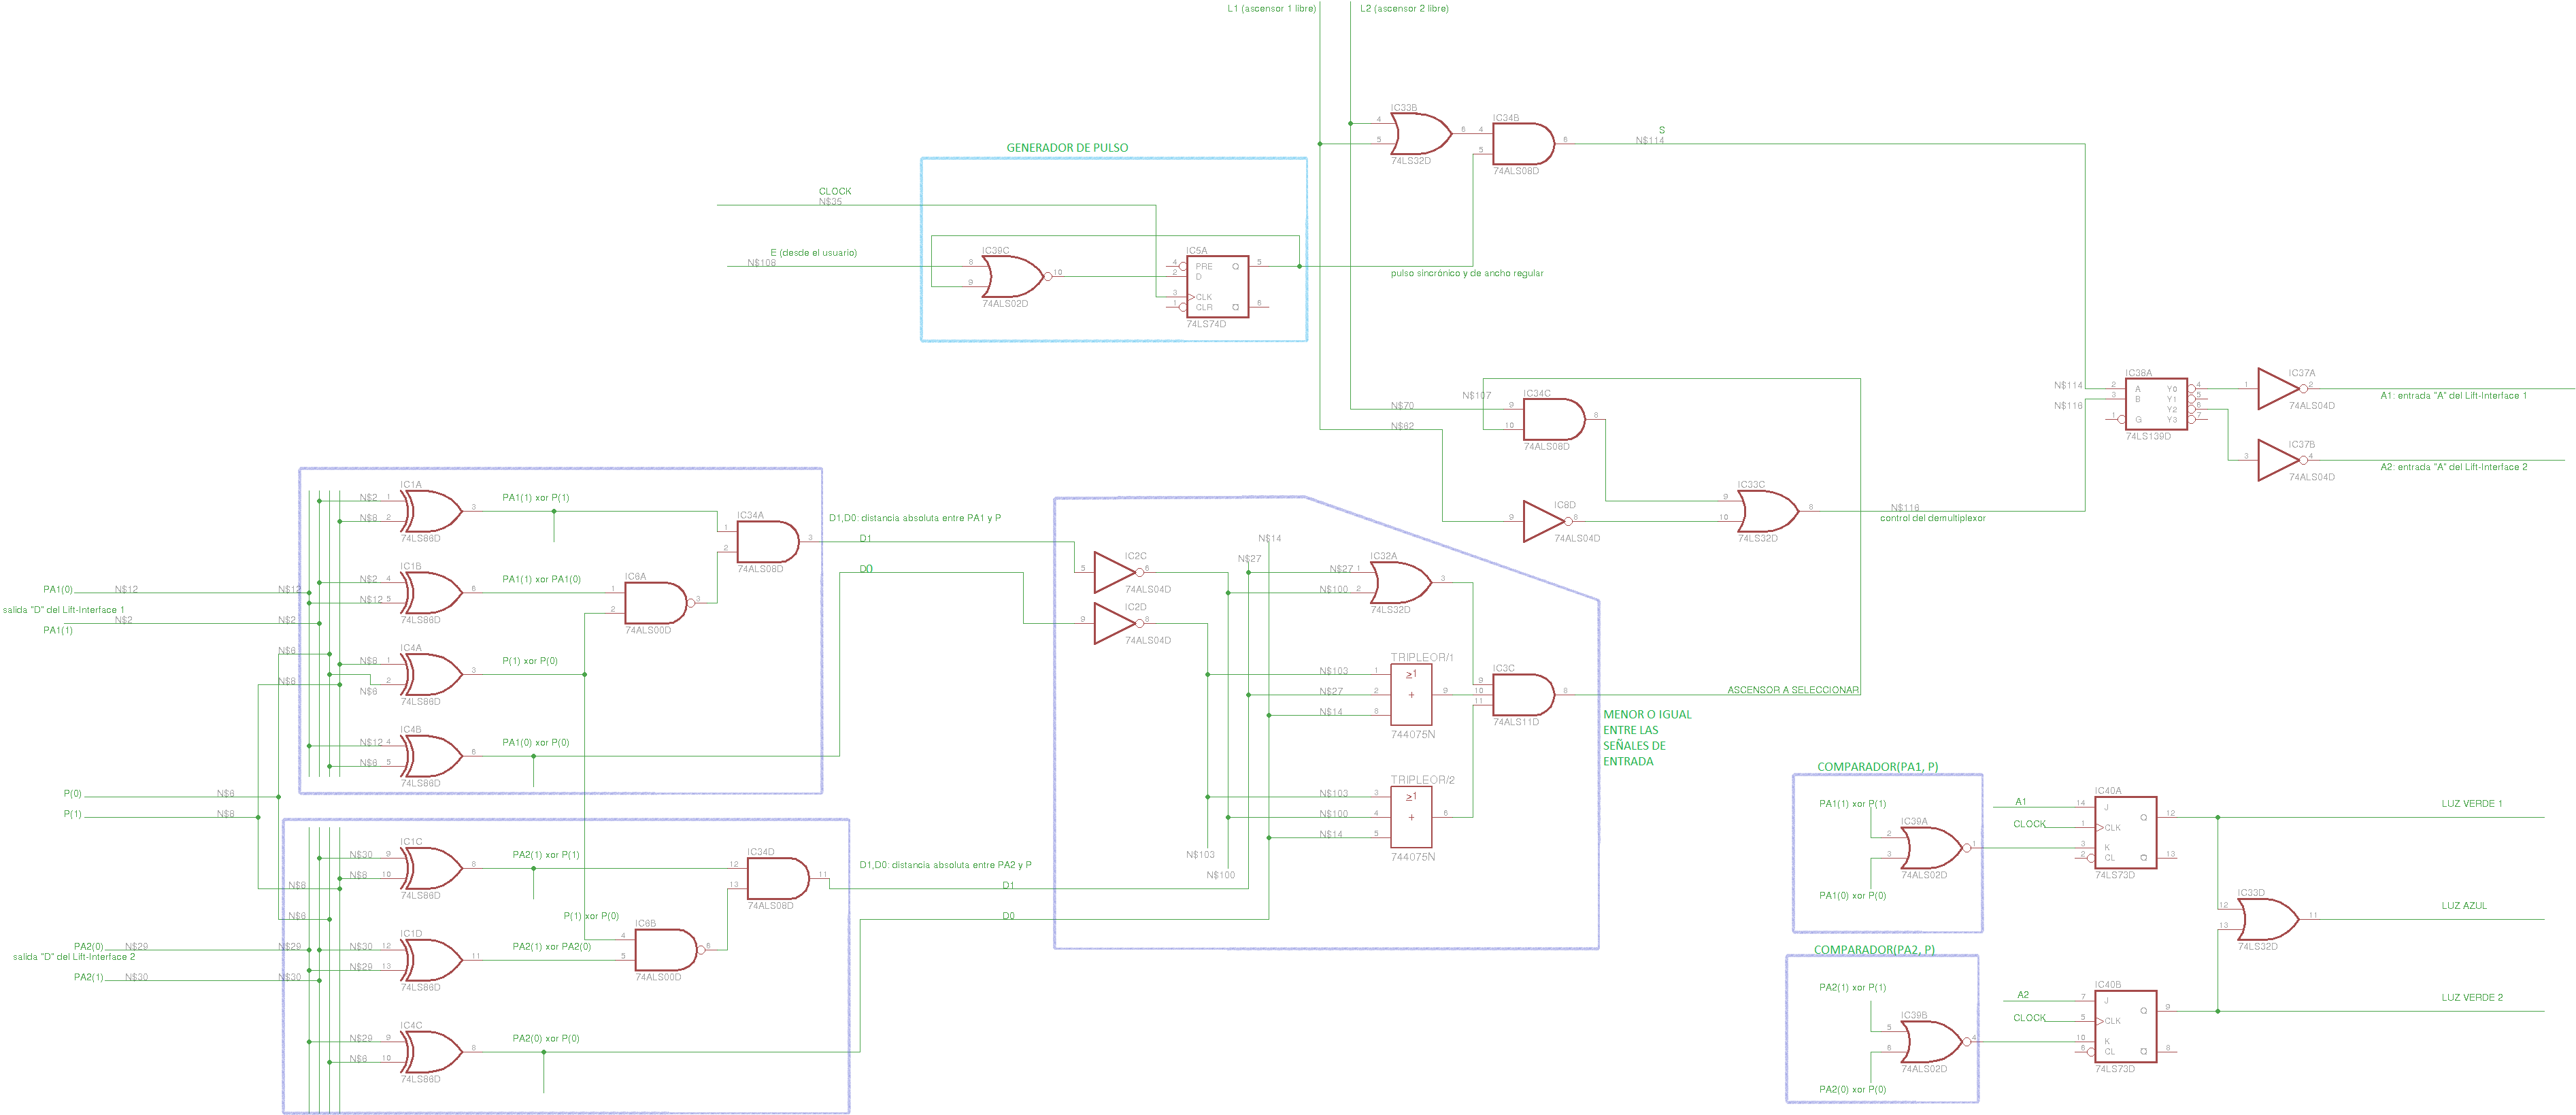 L1 (ascensor 1 libre)
L2 (ascensor 2 libre)
IC33B
4
5
6
74LS32D
IC34B
4
5
6
74ALS08D
S
N$114
GENERADOR DE PULSO
CLOCK
N$35
E (desde el usuario)
N$108
IC39C
8
9
10
74ALS02D
IC5A
4
2
3
1
PRE
D
CLK
CLR
Q
Q
5
6
74LS74D
pulso sincrónico y de ancho regular
N$107
N$70
N$82
IC34C
9
10
8
74ALS08D
IC8D
9
8
74ALS04D
IC33C
9
10
8
74LS32D
N$116
control del demultiplexor
N$114
N$116
IC38A
2
3
1
A
B
G
Y0
Y1
Y2
Y3
4
5
6
7
74LS139D
IC37A
1
2
74ALS04D
A1: entrada "A" del Lift-Interface 1
IC37B
3
4
74ALS04D
A2: entrada "A" del Lift-Interface 2
IC1A
N$2 1
N$8 2
3
74LS86D
PA1(1) xor P(1)
IC34A
1
2
3
74ALS08D
D1,D0: distancia absoluta entre PA1 y P
D1
D0
IC1B
N$2 4
N$12 5
6
74LS86D
PA1(1) xor PA1(0)
IC6A
1
2
3
74ALS00D
PA1(0)
N$12
N$12
salida "D" del Lift-Interface 1
N$2
N$2
PA1(1)
IC4A
N$6
N$8
N$8 1
N$6 2
3
74LS86D
P(1) xor P(0)
IC4B
N$12 4
N$6 5
6
74LS86D
PA1(0) xor P(0)
P(0)
N$6
P(1)
N$8
IC1C
N$30 9
N$8 10
8
74LS86D
PA2(1) xor P(1)
IC34D
12
13
11
74ALS08D
D1,D0: distancia absoluta entre PA2 y P
D1
D0
N$8
N$6
P(1) xor P(0)
IC1D
N$30 12
N$29 13
11
74LS86D
PA2(1) xor PA2(0)
IC6B
4
5
6
74ALS00D
PA2(0)
N$29
N$29
salida "D" del Lift-Interface 2
PA2(1)
N$30
N$30
IC4C
N$29 9
N$6 10
8
74LS86D
PA2(0) xor P(0)
IC2C
5
6
74ALS04D
IC2D
9
8
74ALS04D
N$14
N$27
IC32A
N$27 1
N$100 2
3
74LS32D
TRIPLEOR/1
N$103 1
N$27 2
N$14 8
≥1
+
9
744075N
IC3C
9
10
11
8
74ALS11D
TRIPLEOR/2
N$103 3
N$100 4
N$14 5
≥1
+
6
744075N
N$103
N$100
ASCENSOR A SELECCIONAR
MENOR O IGUAL
ENTRE LAS
SEÑALES DE
ENTRADA
COMPARADOR(PA1, P)
PA1(1) xor P(1)
IC39A
2
3
1
74ALS02D
PA1(0) xor P(0)
A1
CLOCK
IC40A
14
1
3
2
J
CLK
K
CL
Q
Q
12
13
74LS73D
LUZ VERDE 1
IC33D
12
13
11
74LS32D
LUZ AZUL
COMPARADOR(PA2, P)
PA2(1) xor P(1)
IC39B
5
6
4
74ALS02D
PA2(0) xor P(0)
A2
CLOCK
IC40B
7
5
10
6
J
CLK
K
CL
Q
Q
9
8
74LS73D
LUZ VERDE 2